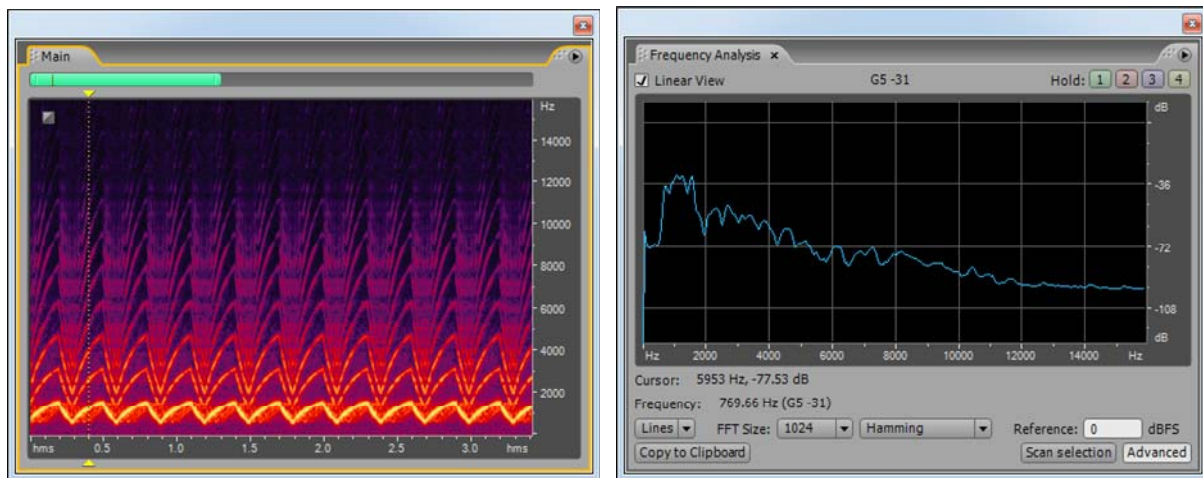 Main
Hz
14000
12000
10000
8000
6000
4000
2000
hms 0.5 1.0 1.5 2.0 2.5 3.0 hms
Frequency Analysis x
Linear View G5 -31 Hold: 1 2 3 4
dB
-36
-72
-108
dB
Hz 2000 4000 6000 8000 10000 12000 14000 Hz
Cursor: 5953 Hz, -77.53 dB
Frequency: 769.66 Hz (G5 -31)
Lines FFT Size: 1024 Hamming Reference: 0 dBFS
Copy to Clipboard Scan selection Advanced